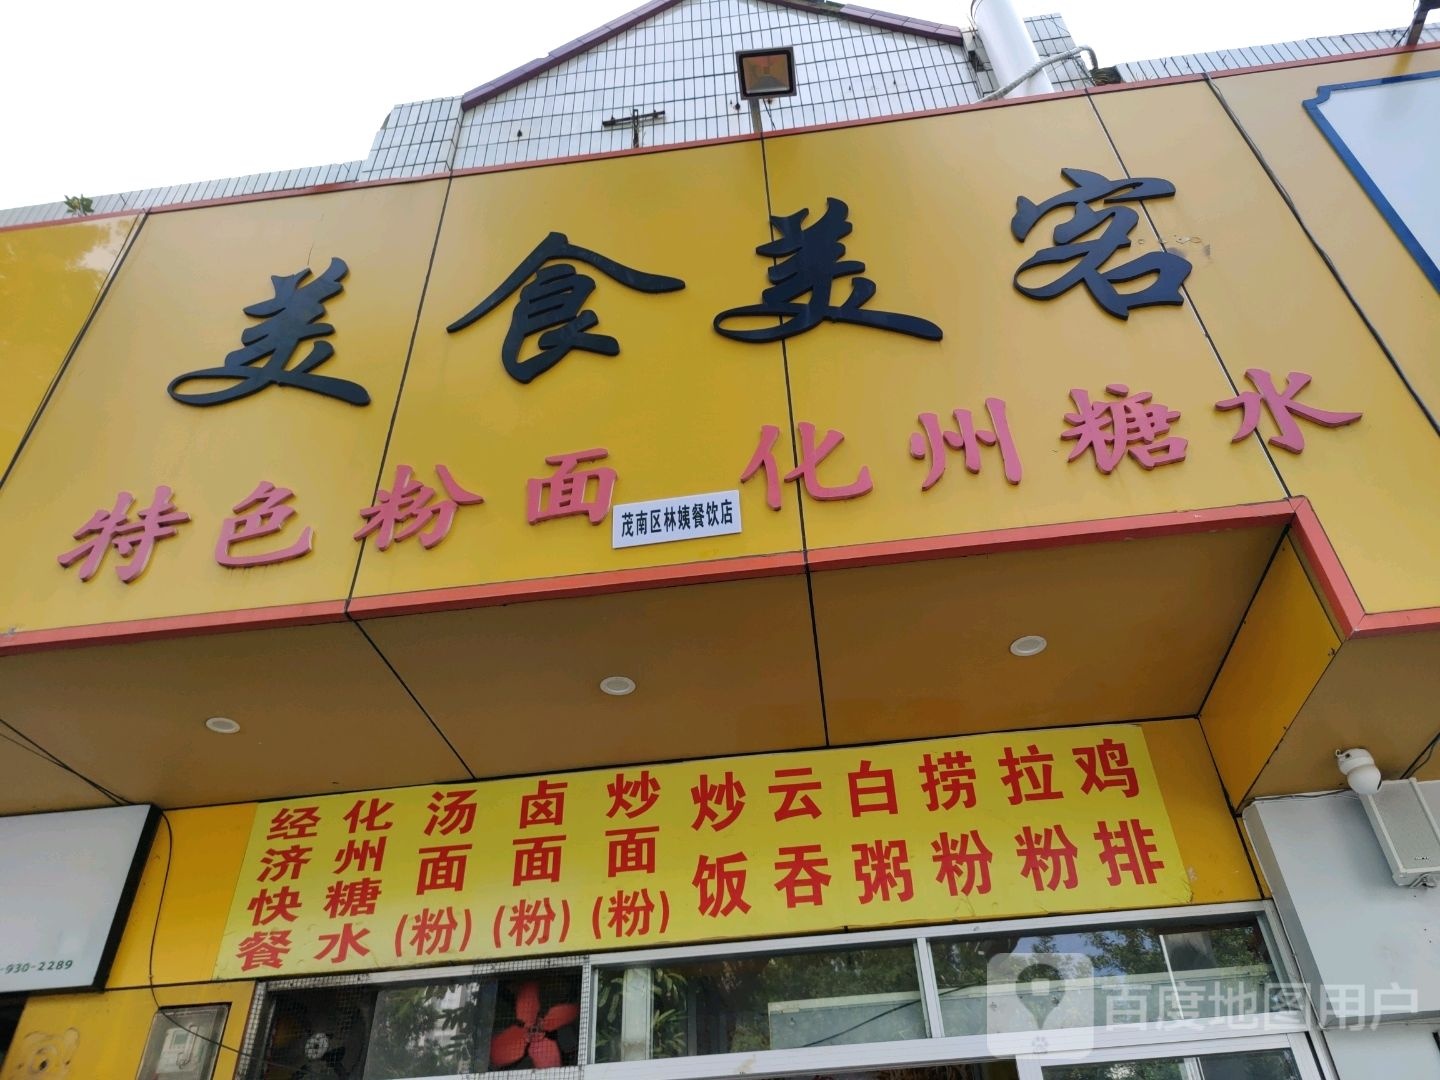 美食美客
特色粉面 化州糖水
茂南区林姨餐饮店
经济快餐
化州糖水
汤面(粉)
卤面(粉)
炒面(粉)
炒饭
云吞
白粥
捞粉
拉粉
鸡排
-930-2289
百度地图用户